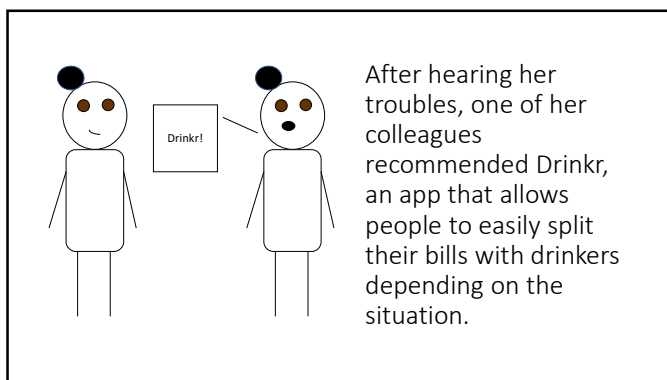 Drinkr!
After hearing her
troubles, one of her
colleagues
recommended Drinkr,
an app that allows
people to easily split
their bills with drinkers
depending on the
situation.